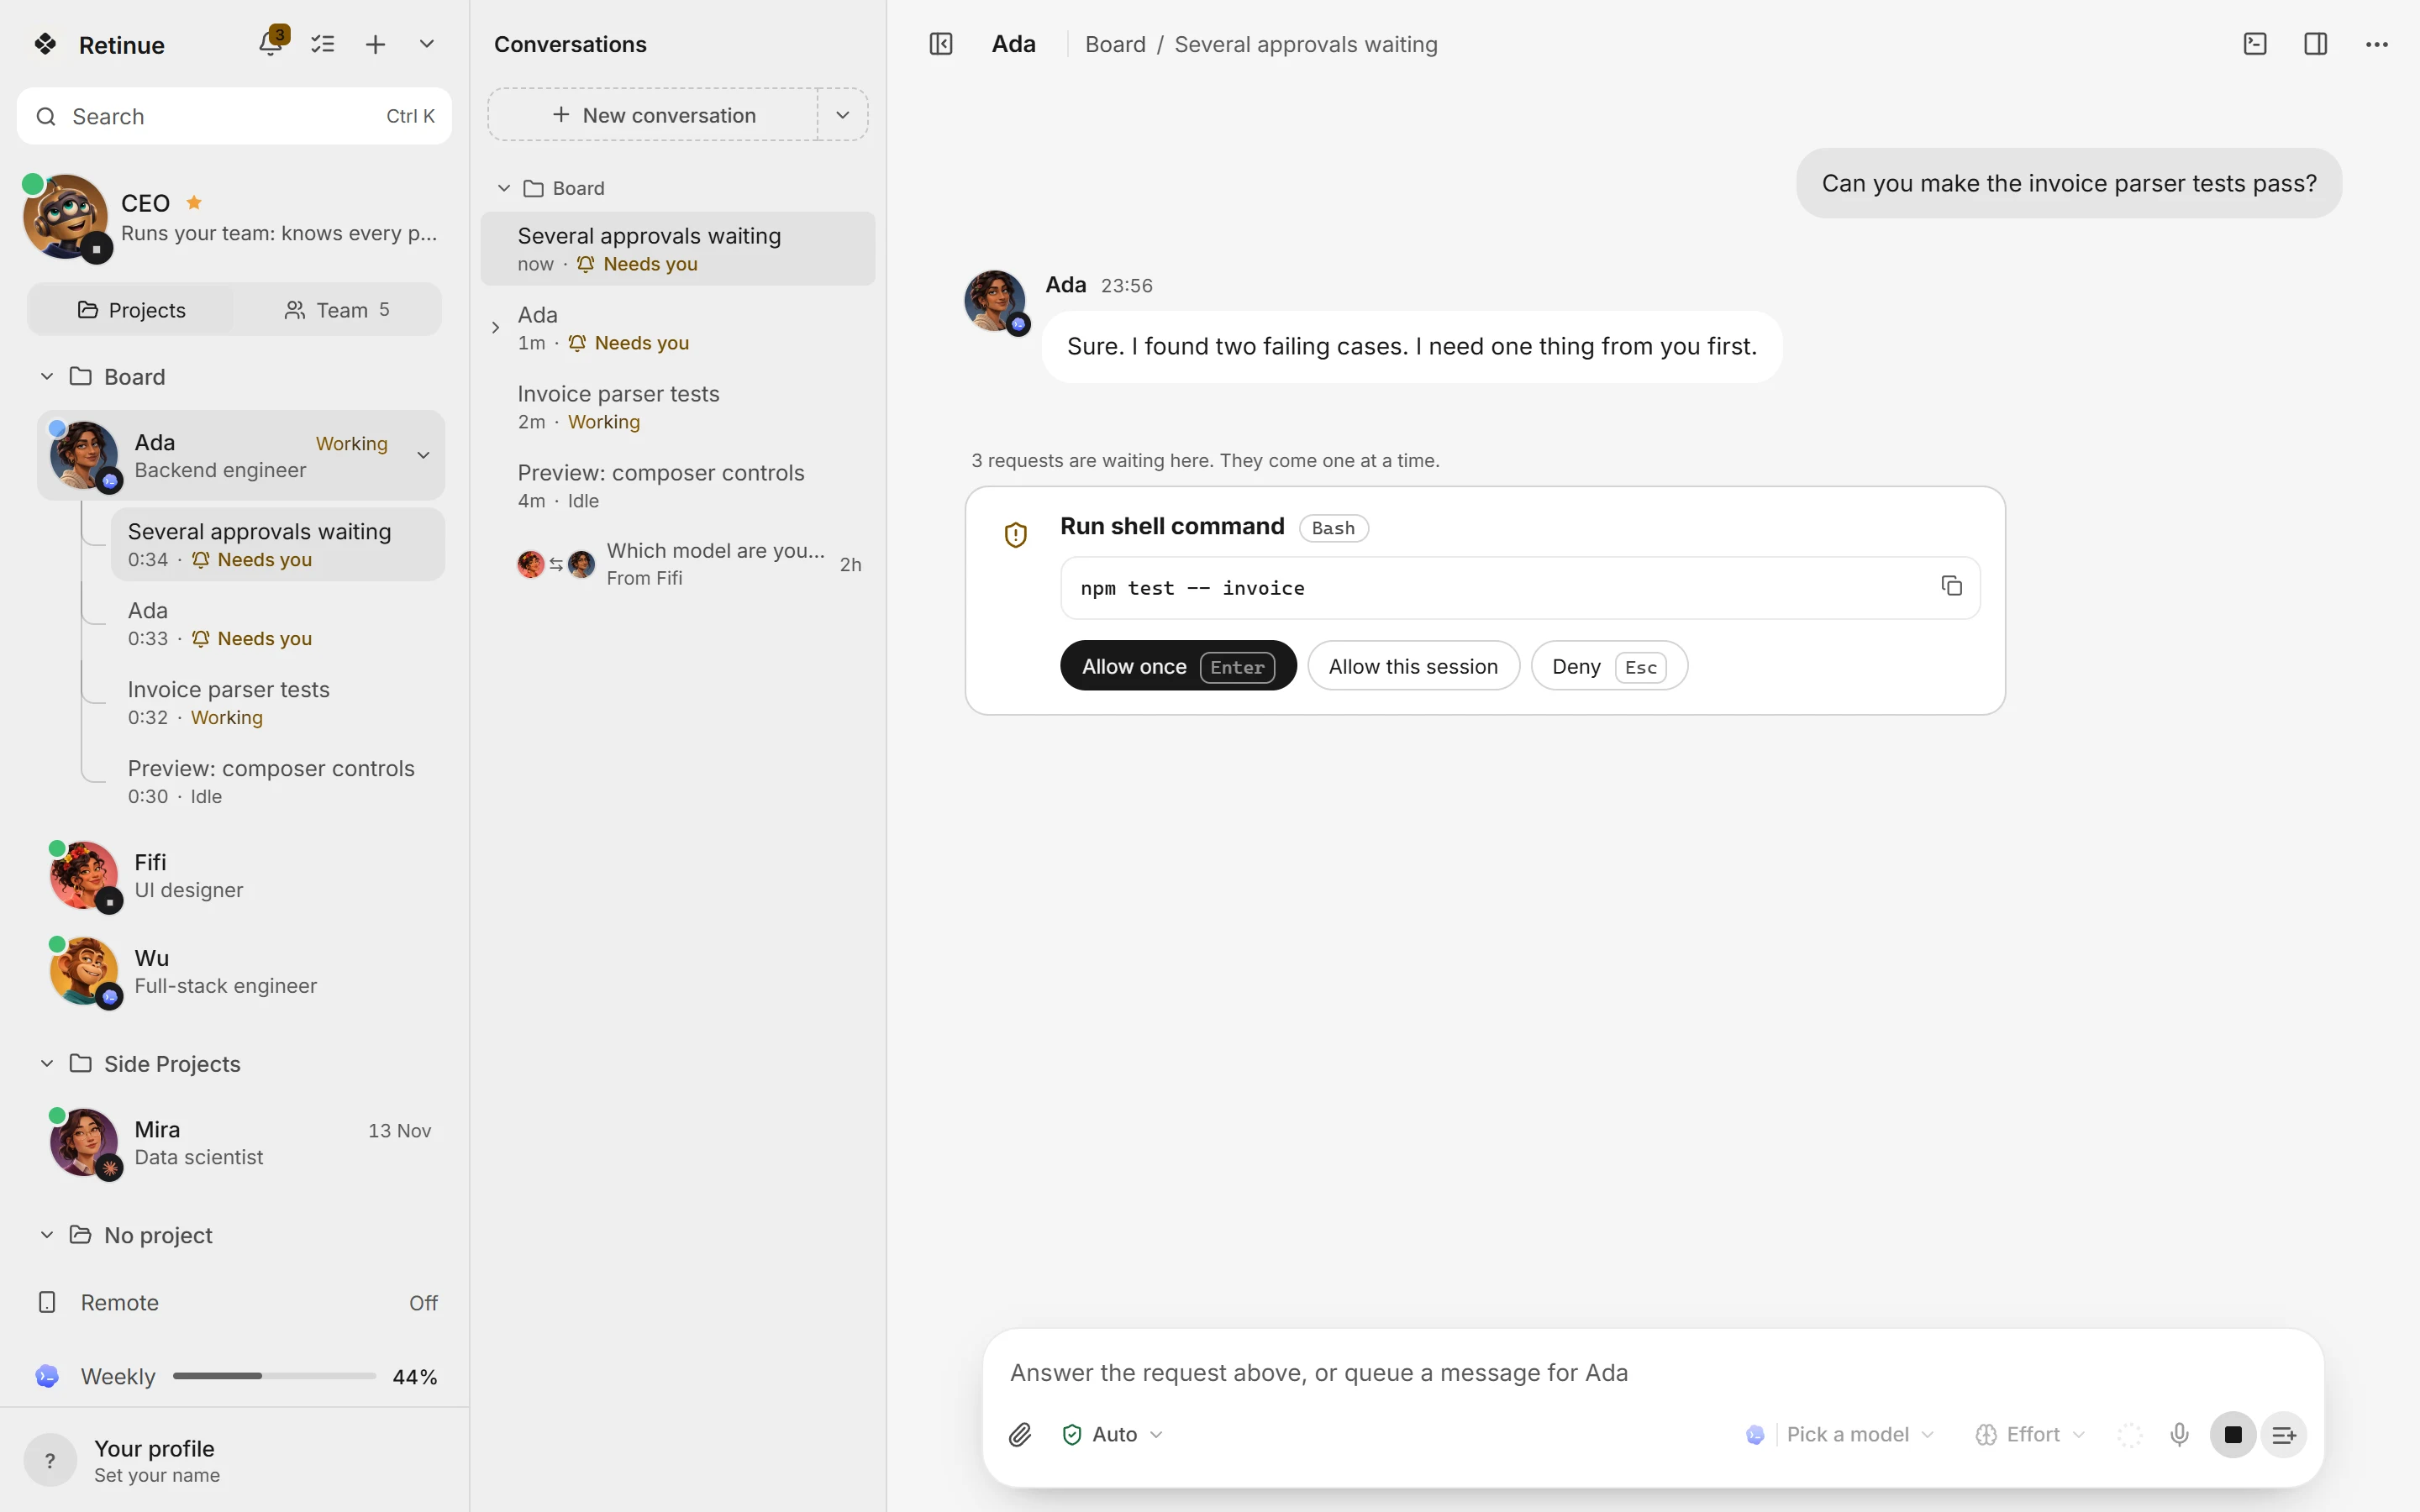 Retinue
3
Search
Ctrl K
CEO
Runs your team: knows every p...
Projects
Team 5
Board
Ada
Working
Backend engineer
Several approvals waiting
0:34 · Needs you
Ada
0:33 · Needs you
Invoice parser tests
0:32 · Working
Preview: composer controls
0:30 · Idle
Fifi
UI designer
Wu
Full-stack engineer
Side Projects
Mira
13 Nov
Data scientist
No project
Remote
Off
Weekly
44%
?
Your profile
Set your name
Conversations
New conversation
Board
Several approvals waiting
now · Needs you
Ada
1m · Needs you
Invoice parser tests
2m · Working
Preview: composer controls
4m · Idle
Which model are you...
2h
From Fifi
Ada
Board / Several approvals waiting
Can you make the invoice parser tests pass?
Ada 23:56
Sure. I found two failing cases. I need one thing from you first.
3 requests are waiting here. They come one at a time.
Run shell command Bash
npm test -- invoice
Allow once Enter
Allow this session
Deny Esc
Answer the request above, or queue a message for Ada
Auto
Pick a model
Effort